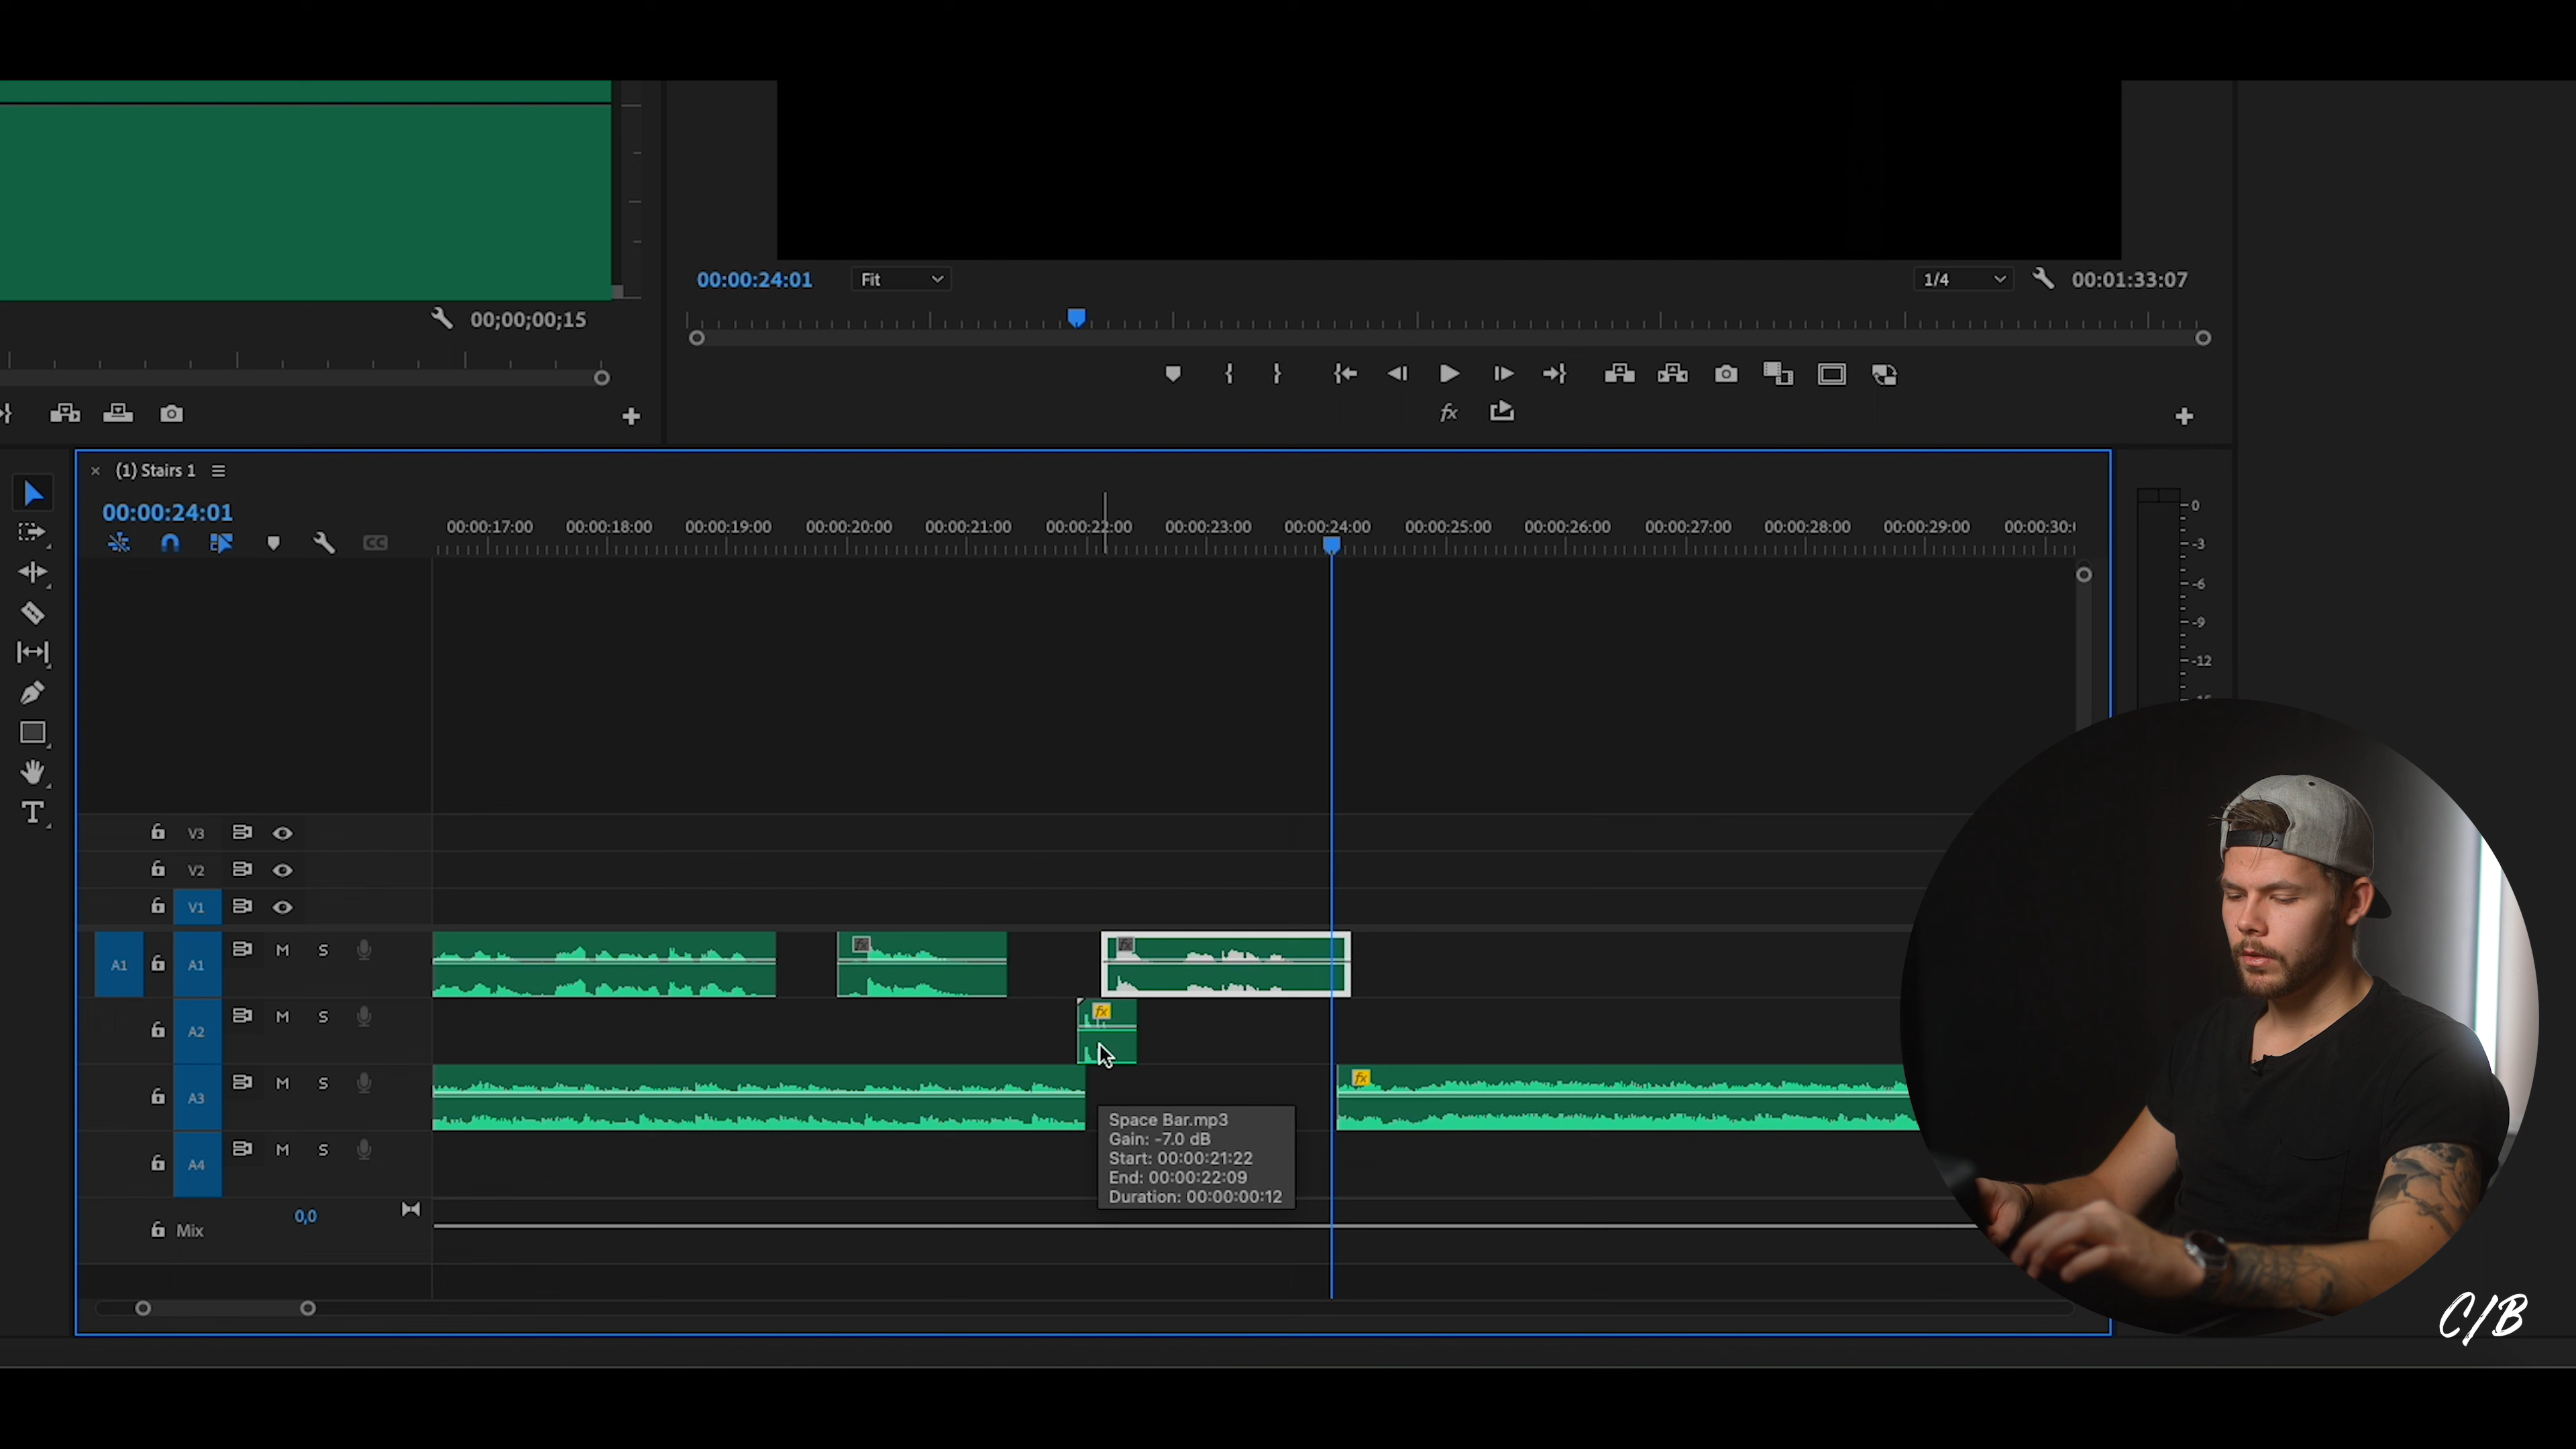 00:00:24:01
Fit
1/4
00:01:33:07
00;00;00;15
fx
× (1) Stairs 1
00:00:24:01
00:00:17:00 00:00:18:00 00:00:19:00 00:00:20:00 00:00:21:00 00:00:22:00 00:00:23:00 00:00:24:00 00:00:25:00 00:00:26:00 00:00:27:00 00:00:28:00 00:00:29:00 00:00:30:
CC
0
-3
-6
-9
-12
T
V3
V2
V1
A1 A1 M S
fx fx
A2 M S
fx
A3 M S
fx
A4 M S
Space Bar.mp3
Gain: -7.0 dB
Start: 00:00:21:22
End: 00:00:22:09
Duration: 00:00:00:12
0,0
Mix
C/B